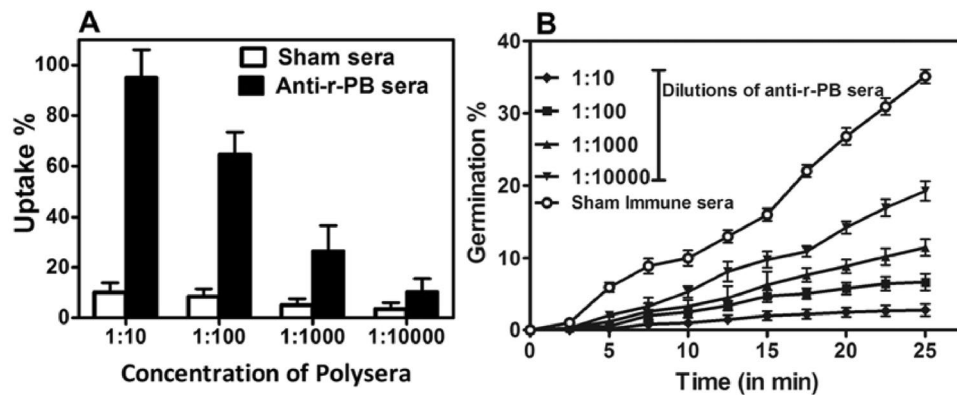 A
Sham sera
Anti-r-PB sera
Uptake %
100
80
60
40
20
0
1:10
1:100
1:1000
1:10000
Concentration of Polysera
B
1:10
1:100
1:1000
1:10000
Dilutions of anti-r-PB sera
Sham Immune sera
Germination %
40
30
20
10
0
0
5
10
15
20
25
Time (in min)